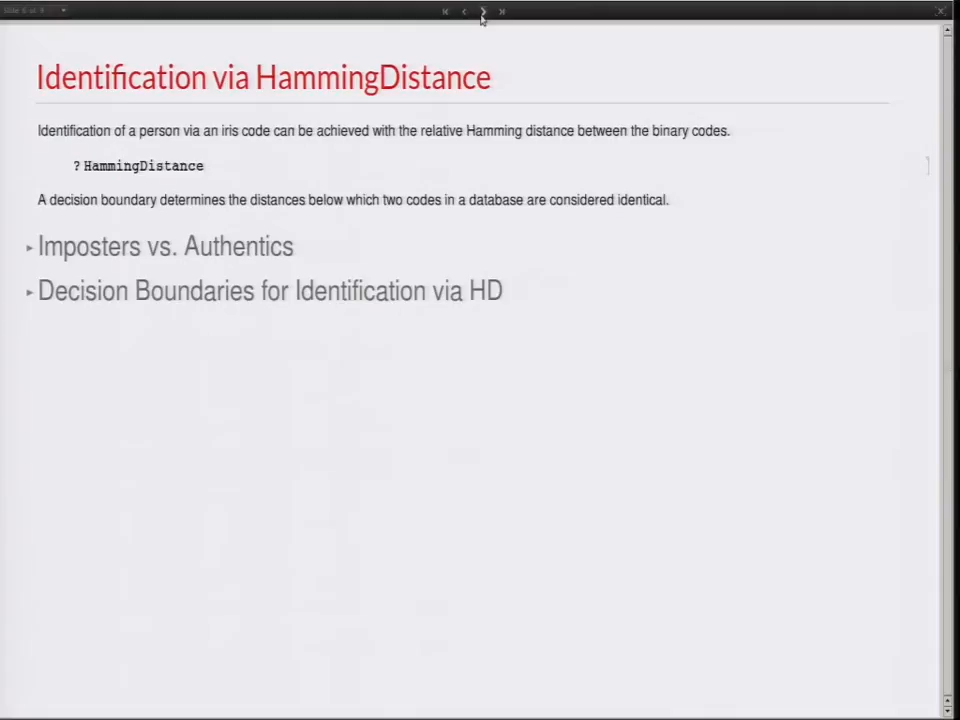 Identification via HammingDistance
Identification of a person via an iris code can be achieved with the relative Hamming distance between the binary codes.
? HammingDistance
A decision boundary determines the distances below which two codes in a database are considered identical.
Imposters vs. Authentics
Decision Boundaries for Identification via HD